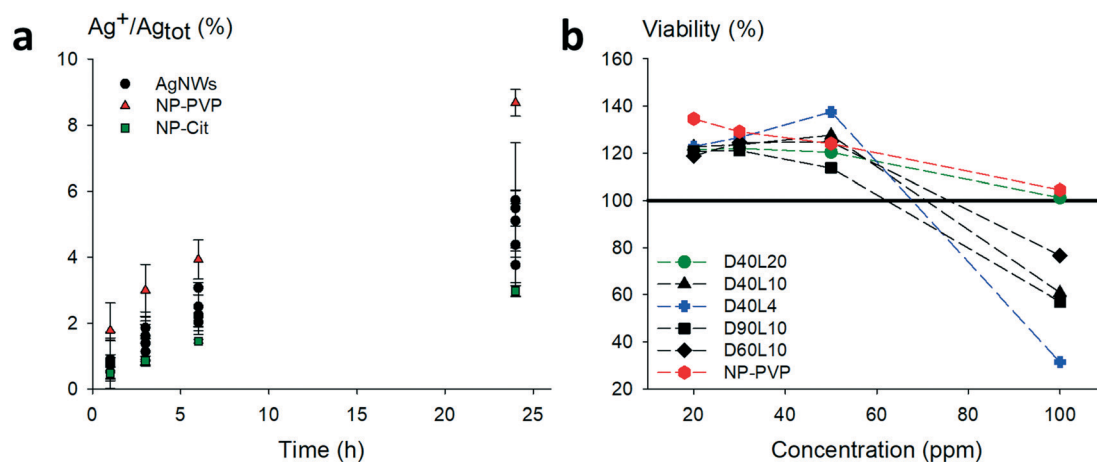 a
Ag⁺/Agtot (%)
10
8
6
4
2
0
AgNWs
NP-PVP
NP-Cit
0 5 10 15 20 25
Time (h)
b
Viability (%)
160
140
120
100
80
60
40
20
D40L20
D40L10
D40L4
D90L10
D60L10
NP-PVP
20 40 60 80 100
Concentration (ppm)